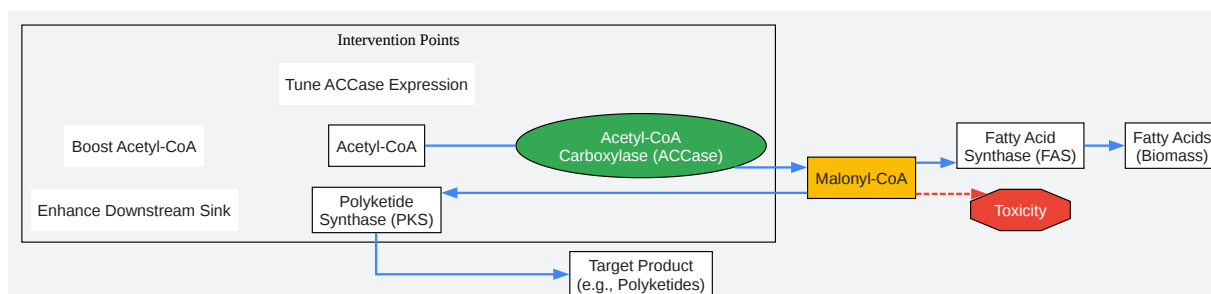 Intervention Points
Tune ACCase Expression
Boost Acetyl-CoA
Acetyl-CoA
Acetyl-CoA
Carboxylase (ACCase)
Malonyl-CoA
Fatty Acid
Synthase (FAS)
Fatty Acids
(Biomass)
Enhance Downstream Sink
Polyketide
Synthase (PKS)
Toxicity
Target Product
(e.g., Polyketides)